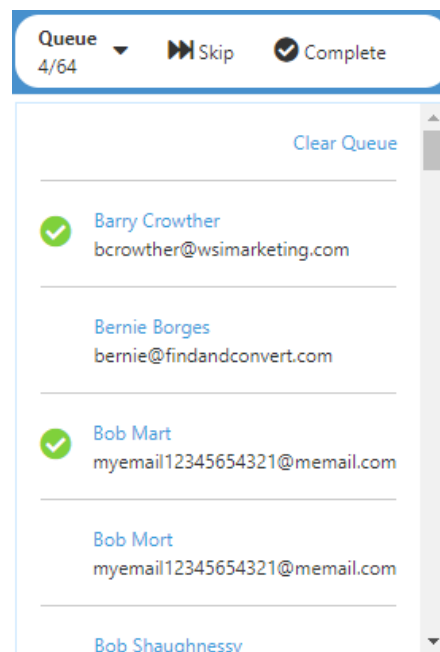 Queue
4/64
Skip
Complete
Clear Queue
Barry Crowther
bcrowther@wsimarketing.com
Bernie Borges
bernie@findandconvert.com
Bob Mart
myemail12345654321@memail.com
Bob Mort
myemail12345654321@memail.com
Bob Shaughnessy